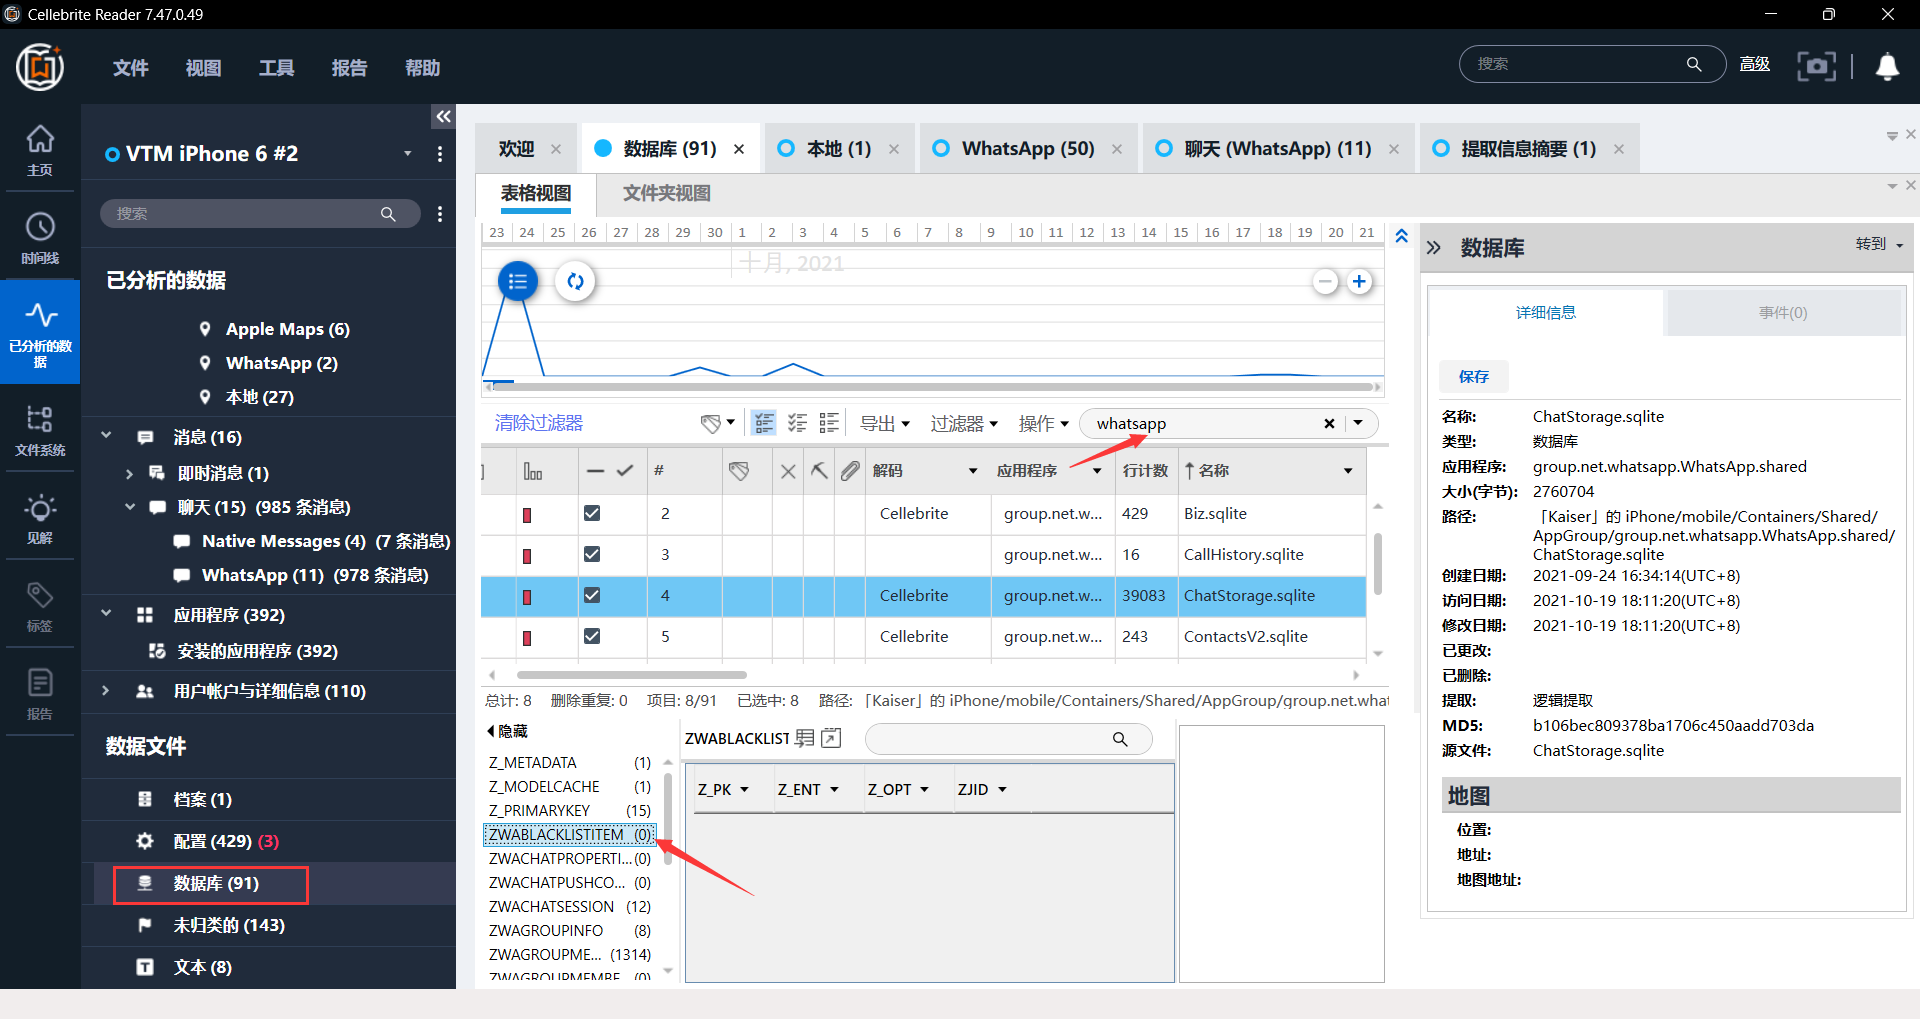 Cellebrite Reader 7.47.0.49
文件 视图 工具 报告 帮助
搜索
高级
主页
时间线
已分析的数据
文件系统
见解
标签
报告
VTM iPhone 6 #2
搜索
已分析的数据
Apple Maps (6)
WhatsApp (2)
本地 (27)
消息 (16)
即时消息 (1)
聊天 (15) (985 条消息)
Native Messages (4) (7 条消息)
WhatsApp (11) (978 条消息)
应用程序 (392)
安装的应用程序 (392)
用户帐户与详细信息 (110)
数据文件
档案 (1)
配置 (429) (3)
数据库 (91)
未归类的 (143)
文本 (8)
欢迎 数据库 (91) 本地 (1) WhatsApp (50) 聊天 (WhatsApp) (11) 提取信息摘要 (1)
表格视图 文件夹视图
23 24 25 26 27 28 29 30 1 2 3 4 5 6 7 8 9 10 11 12 13 14 15 16 17 18 19 20 21
十月, 2021
清除过滤器 导出 过滤器 操作 whatsapp
# 解码 应用程序 行计数 名称
2 Cellebrite group.net.w... 429 Biz.sqlite
3 group.net.w... 16 CallHistory.sqlite
4 Cellebrite group.net.w... 39083 ChatStorage.sqlite
5 Cellebrite group.net.w... 243 ContactsV2.sqlite
总计: 8 删除重复: 0 项目: 8/91 已选中: 8 路径: 「Kaiser」的 iPhone/mobile/Containers/Shared/AppGroup/group.net.what
隐藏
Z_METADATA (1)
Z_MODELCACHE (1)
Z_PRIMARYKEY (15)
ZWABLACKLISTITEM (0)
ZWACHATPROPERTI... (0)
ZWACHATPUSHCO... (0)
ZWACHATSESSION (12)
ZWAGROUPINFO (8)
ZWAGROUPME... (1314)
ZWAGROUPMEMBE (0)
ZWABLACKLIST
Z_PK Z_ENT Z_OPT ZJID
数据库
转到
详细信息 事件(0)
保存
名称: ChatStorage.sqlite
类型: 数据库
应用程序: group.net.whatsapp.WhatsApp.shared
大小(字节): 2760704
路径: 「Kaiser」的 iPhone/mobile/Containers/Shared/
AppGroup/group.net.whatsapp.WhatsApp.shared/
ChatStorage.sqlite
创建日期: 2021-09-24 16:34:14(UTC+8)
访问日期: 2021-10-19 18:11:20(UTC+8)
修改日期: 2021-10-19 18:11:20(UTC+8)
已更改:
已删除:
提取: 逻辑提取
MD5: b106bec809378ba1706c450aadd703da
源文件: ChatStorage.sqlite
地图
位置:
地址:
地图地址: